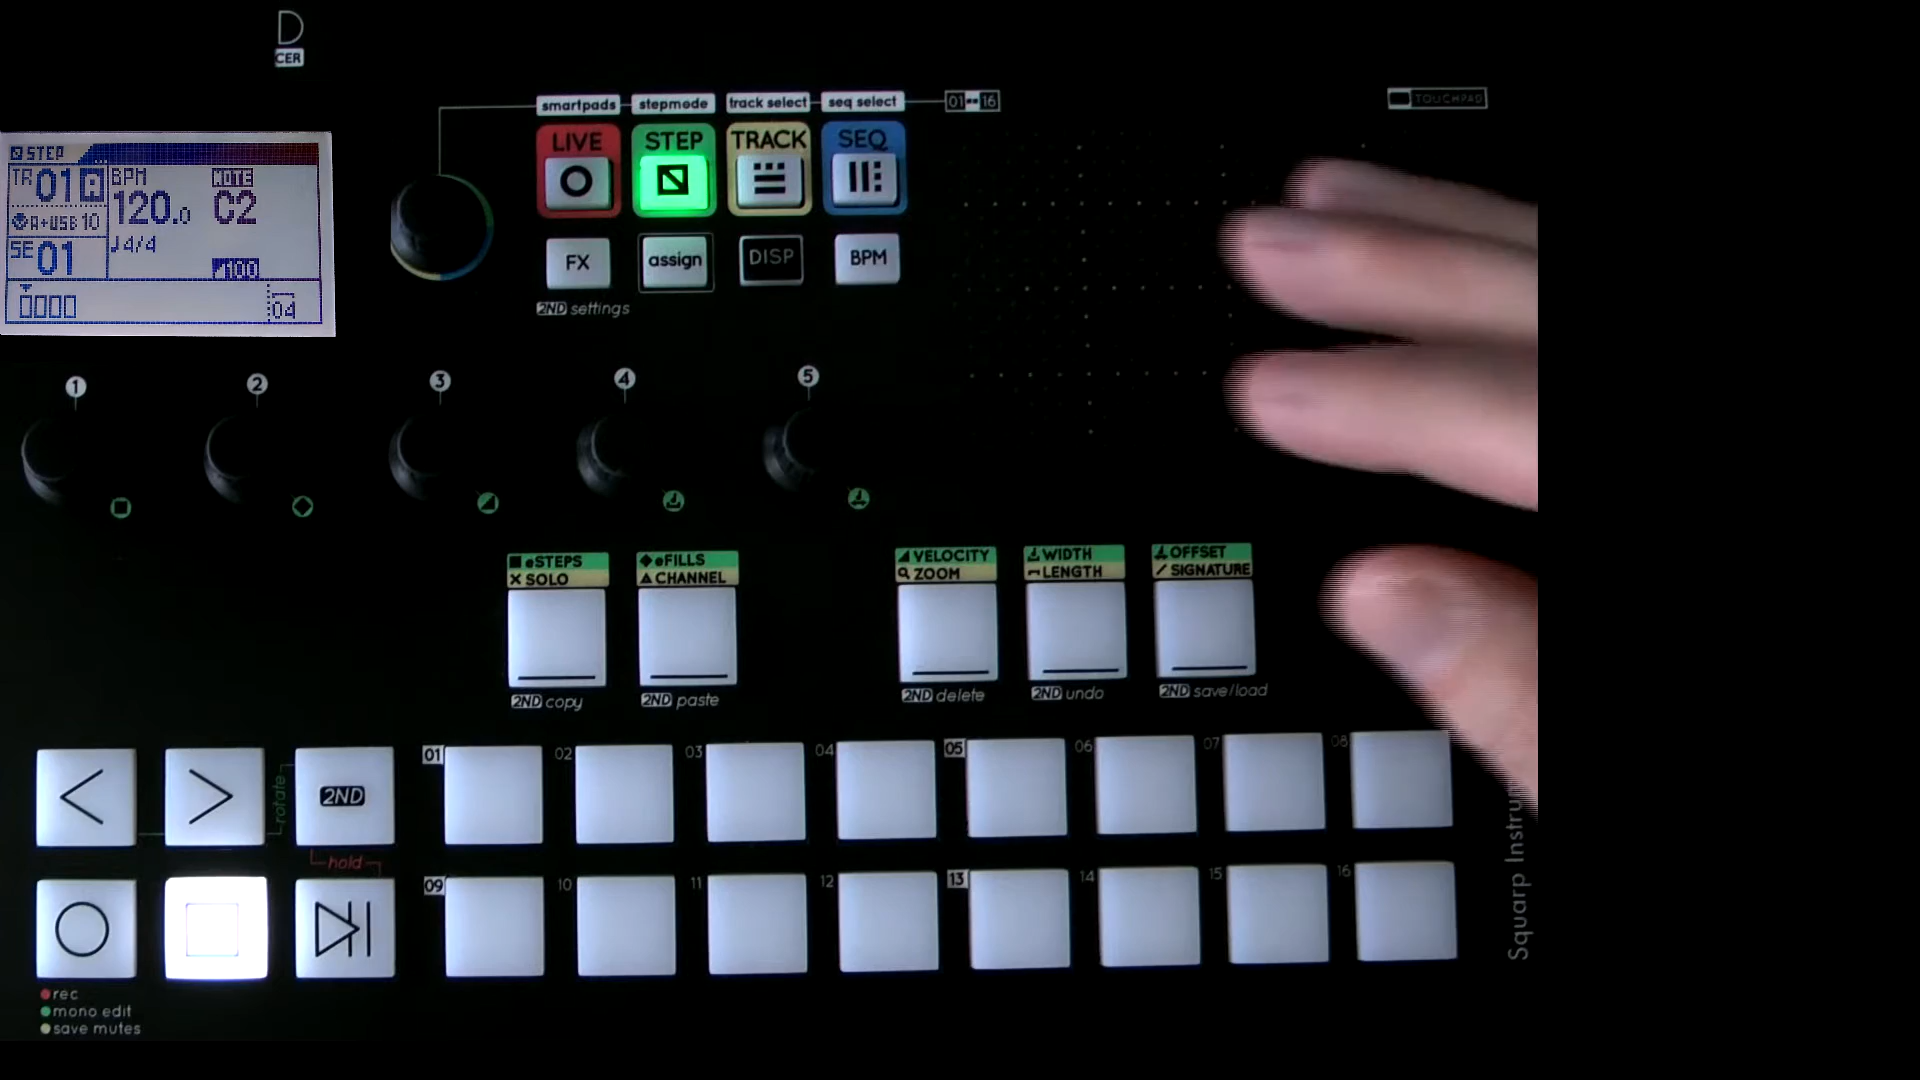 D
CER
smartpads stepmode track select seq select 01 16
TOUCHPAD
LIVE STEP TRACK SEQ
STEP
TR 01 A BPM NOTE
120.0 C2
A+USB 10
SE 01 4/4
100
04
FX assign DISP BPM
2ND settings
1 2 3 4 5
eSTEPS eFILLS VELOCITY WIDTH OFFSET
SOLO CHANNEL ZOOM LENGTH SIGNATURE
2ND copy 2ND paste 2ND delete 2ND undo 2ND save/load
01 02 03 04 05 06 07 08
< > rotate 2ND
hold
09 10 11 12 13 14 15 16
rec
mono edit
save mutes
Squarp Instru